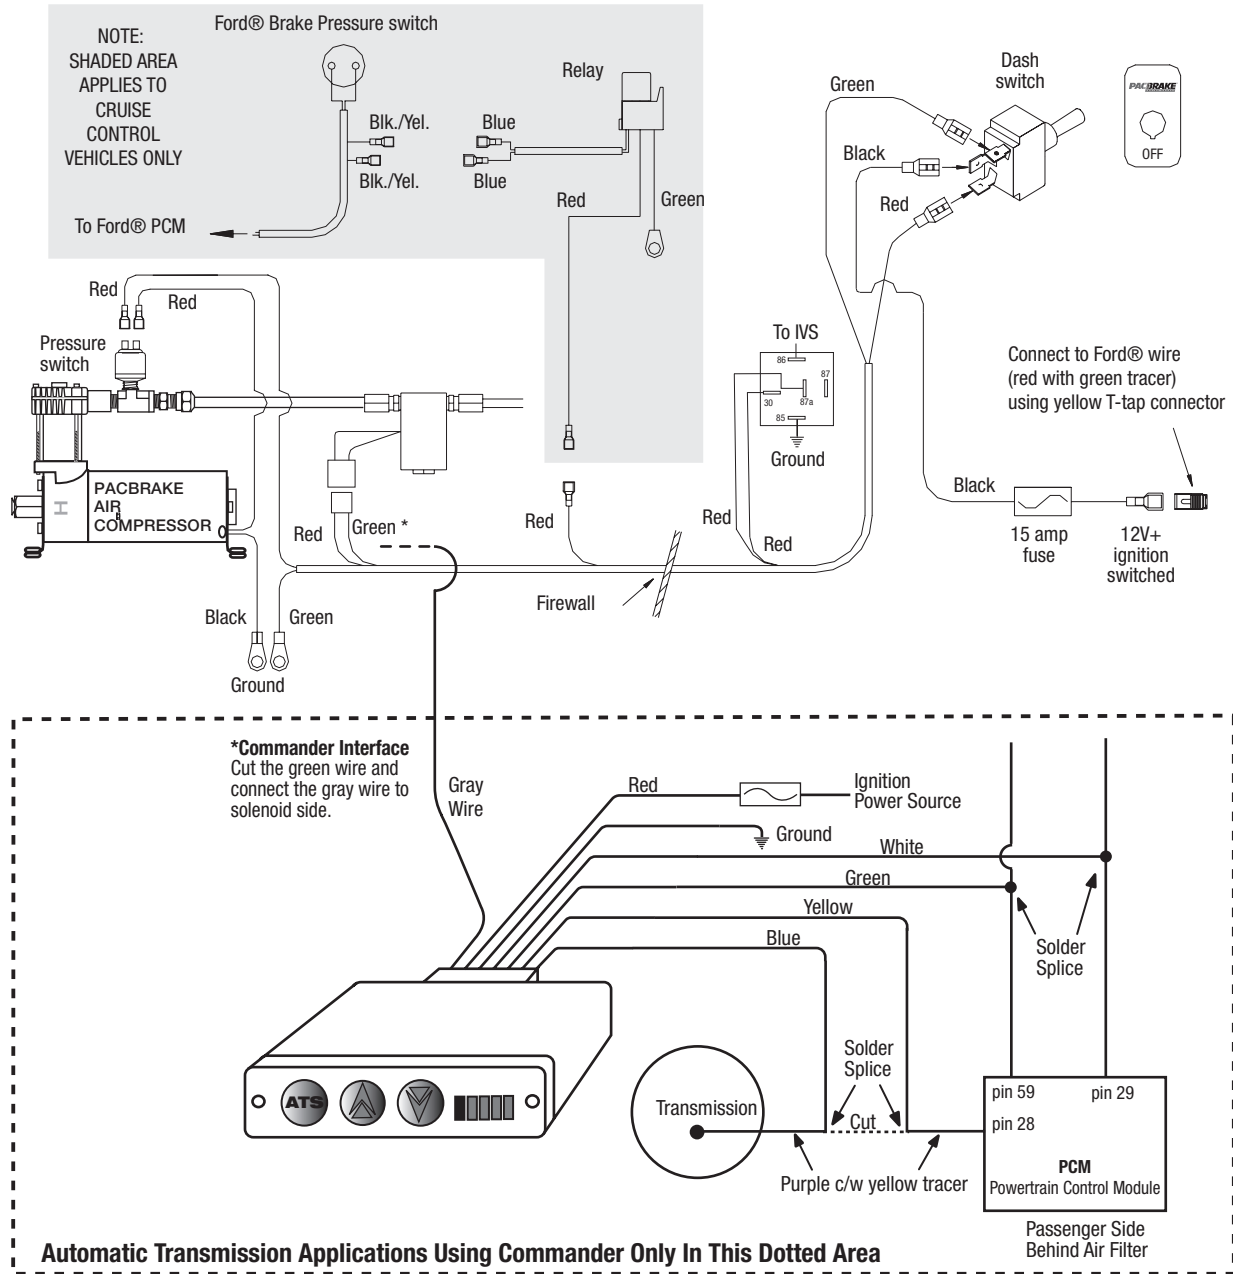 NOTE:
SHADED AREA
APPLIES TO
CRUISE
CONTROL
VEHICLES ONLY
Ford® Brake Pressure switch
Blk./Yel.
Blk./Yel.
To Ford® PCM
Relay
Blue
Blue
Red
Green
Dash
switch
Green
Black
Red
PACBRAKE
OFF
Red
Red
Pressure
switch
PACBRAKE
AIR
COMPRESSOR
H
Red
Green *
Black
Green
Ground
Red
Firewall
To IVS
86
87
30
87a
85
Ground
Red
Red
Connect to Ford® wire
(red with green tracer)
using yellow T-tap connector
Black
15 amp
fuse
12V+
ignition
switched
*Commander Interface
Cut the green wire and
connect the gray wire to
solenoid side.
Gray
Wire
Red
Ignition
Power Source
Ground
White
Green
Yellow
Blue
Solder
Splice
Solder
Splice
ATS
Transmission
Cut
Purple c/w yellow tracer
pin 59
pin 29
pin 28
PCM
Powertrain Control Module
Passenger Side
Behind Air Filter
Automatic Transmission Applications Using Commander Only In This Dotted Area